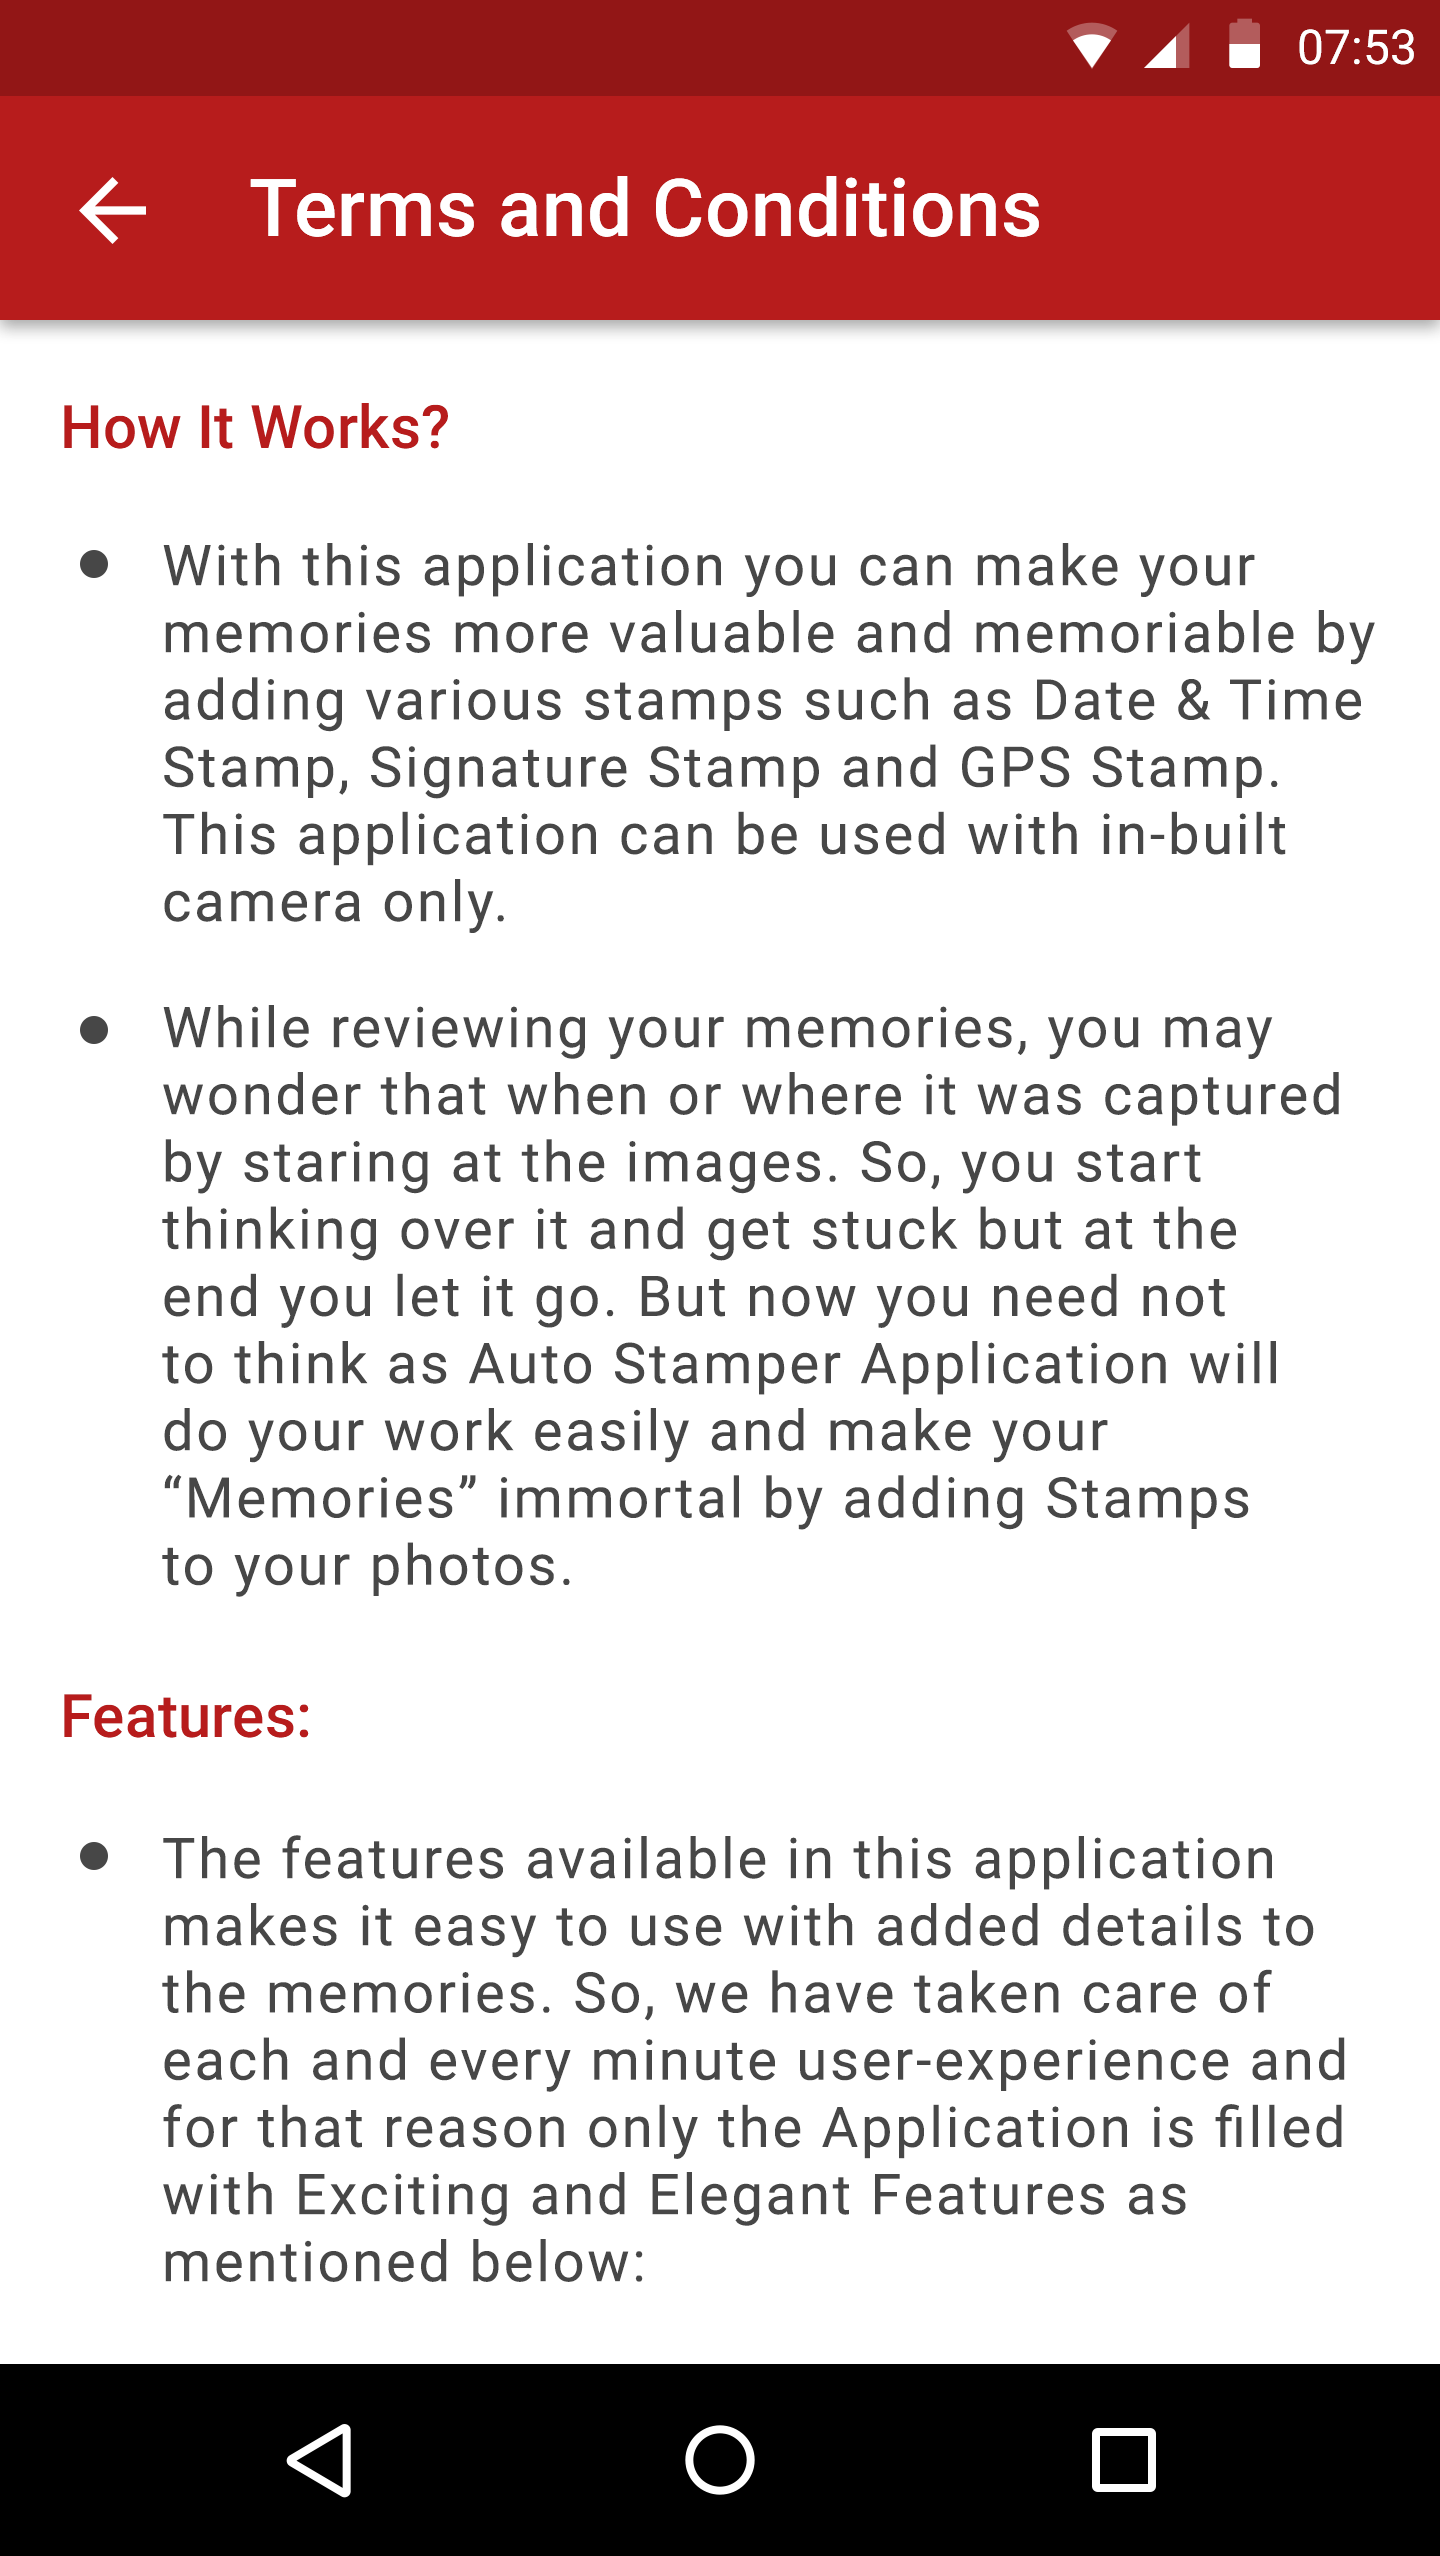 07:53
Terms and Conditions
How It Works?
With this application you can make your
memories more valuable and memoriable by
adding various stamps such as Date & Time
Stamp, Signature Stamp and GPS Stamp.
This application can be used with in-built
camera only.
While reviewing your memories, you may
wonder that when or where it was captured
by staring at the images. So, you start
thinking over it and get stuck but at the
end you let it go. But now you need not
to think as Auto Stamper Application will
do your work easily and make your
“Memories” immortal by adding Stamps
to your photos.
Features:
The features available in this application
makes it easy to use with added details to
the memories. So, we have taken care of
each and every minute user-experience and
for that reason only the Application is filled
with Exciting and Elegant Features as
mentioned below: